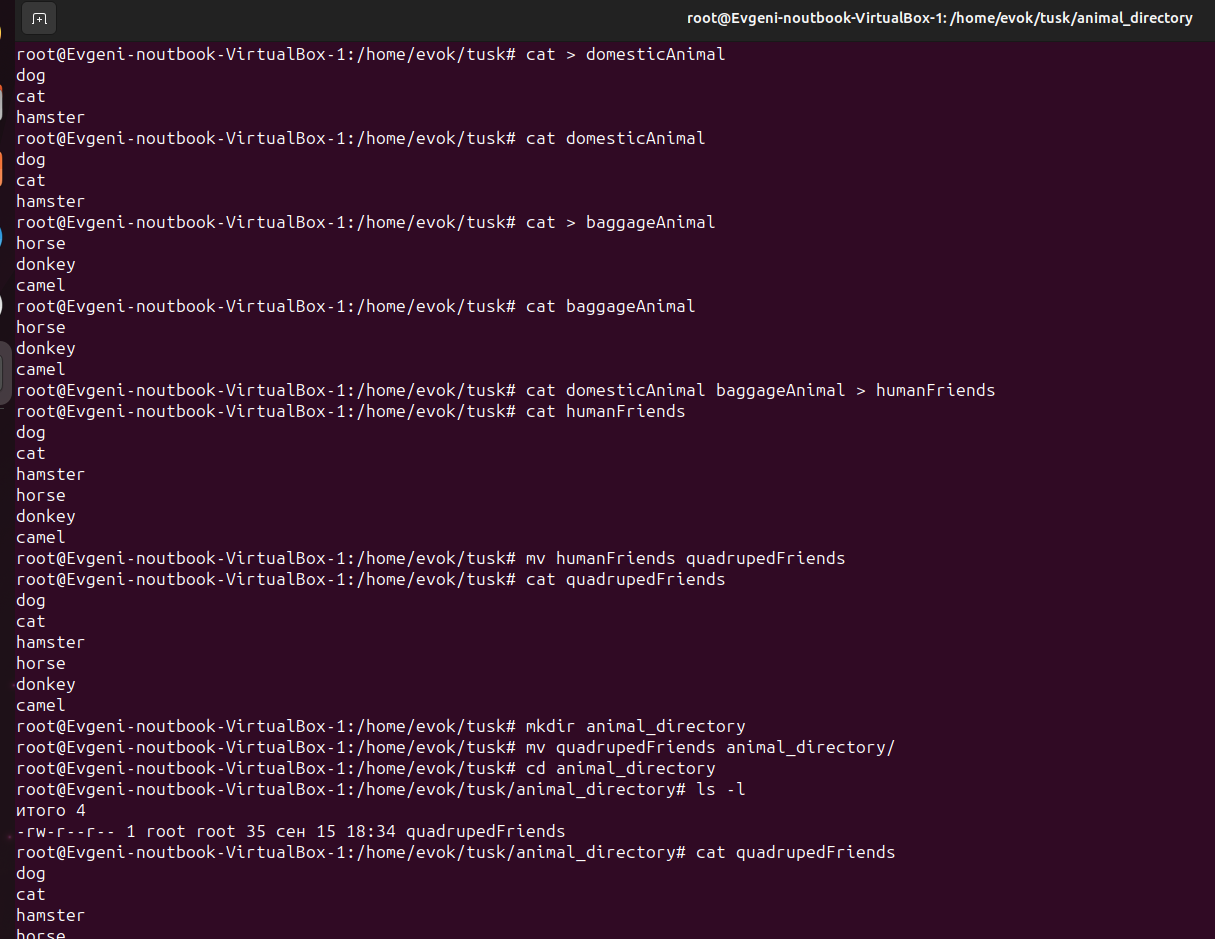 root@Evgeni-noutbook-VirtualBox-1: /home/evok/tusk/animal_directory
root@Evgeni-noutbook-VirtualBox-1:/home/evok/tusk# cat > domesticAnimal
dog
cat
hamster
root@Evgeni-noutbook-VirtualBox-1:/home/evok/tusk# cat domesticAnimal
dog
cat
hamster
root@Evgeni-noutbook-VirtualBox-1:/home/evok/tusk# cat > baggageAnimal
horse
donkey
camel
root@Evgeni-noutbook-VirtualBox-1:/home/evok/tusk# cat baggageAnimal
horse
donkey
camel
root@Evgeni-noutbook-VirtualBox-1:/home/evok/tusk# cat domesticAnimal baggageAnimal > humanFriends
root@Evgeni-noutbook-VirtualBox-1:/home/evok/tusk# cat humanFriends
dog
cat
hamster
horse
donkey
camel
root@Evgeni-noutbook-VirtualBox-1:/home/evok/tusk# mv humanFriends quadrupedFriends
root@Evgeni-noutbook-VirtualBox-1:/home/evok/tusk# cat quadrupedFriends
dog
cat
hamster
horse
donkey
camel
root@Evgeni-noutbook-VirtualBox-1:/home/evok/tusk# mkdir animal_directory
root@Evgeni-noutbook-VirtualBox-1:/home/evok/tusk# mv quadrupedFriends animal_directory/
root@Evgeni-noutbook-VirtualBox-1:/home/evok/tusk# cd animal_directory
root@Evgeni-noutbook-VirtualBox-1:/home/evok/tusk/animal_directory# ls -l
итого 4
-rw-r--r-- 1 root root 35 сен 15 18:34 quadrupedFriends
root@Evgeni-noutbook-VirtualBox-1:/home/evok/tusk/animal_directory# cat quadrupedFriends
dog
cat
hamster
horse